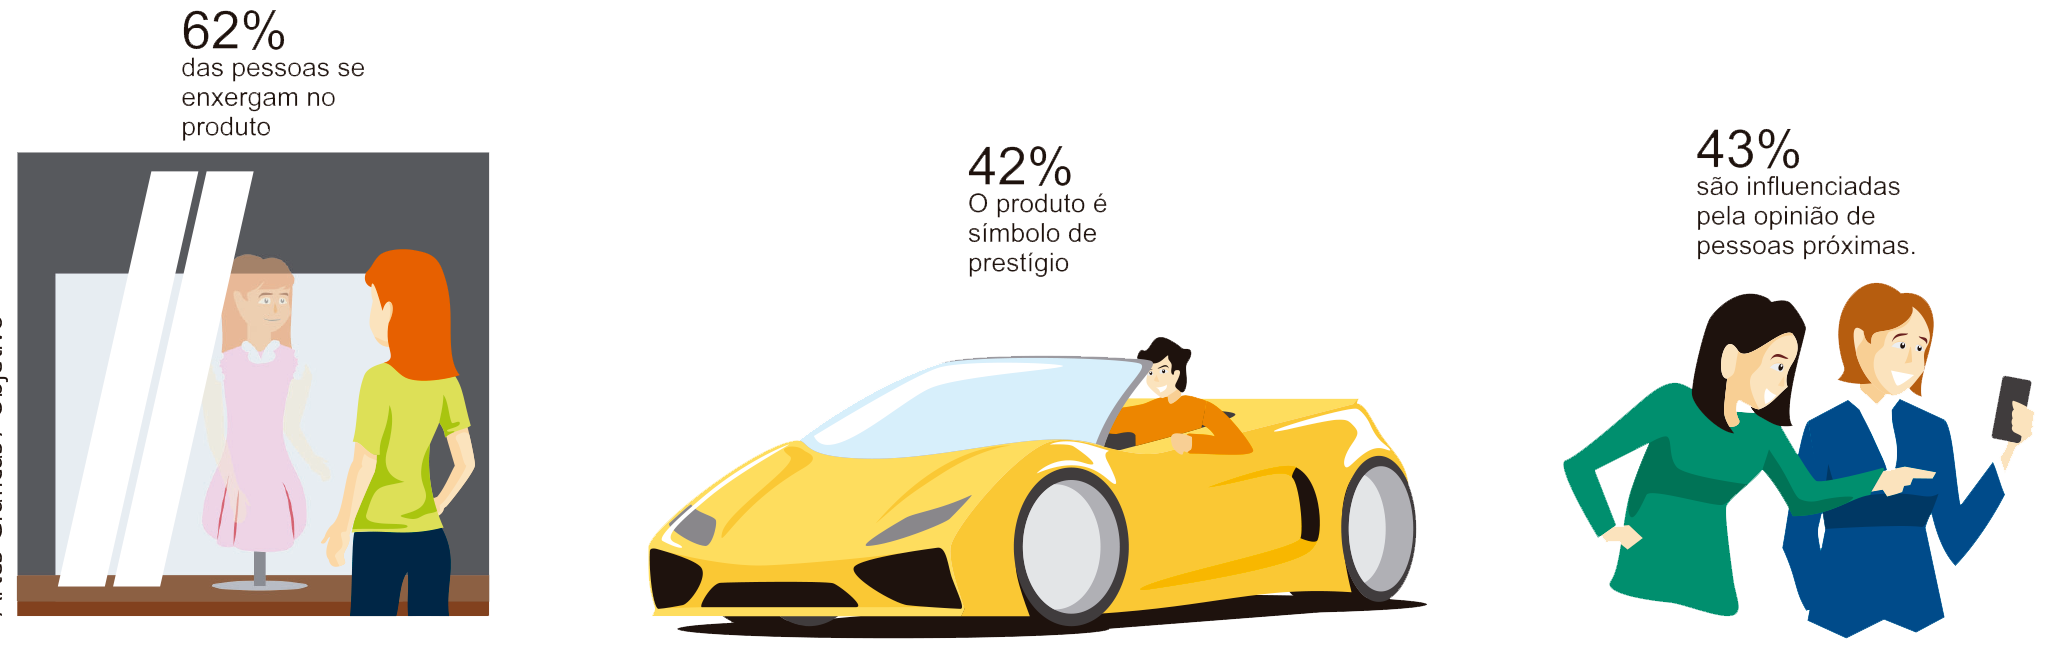 62%
das pessoas se
enxergam no
produto
42%
O produto é
símbolo de
prestígio
43%
são influenciadas
pela opinião de
pessoas próximas.